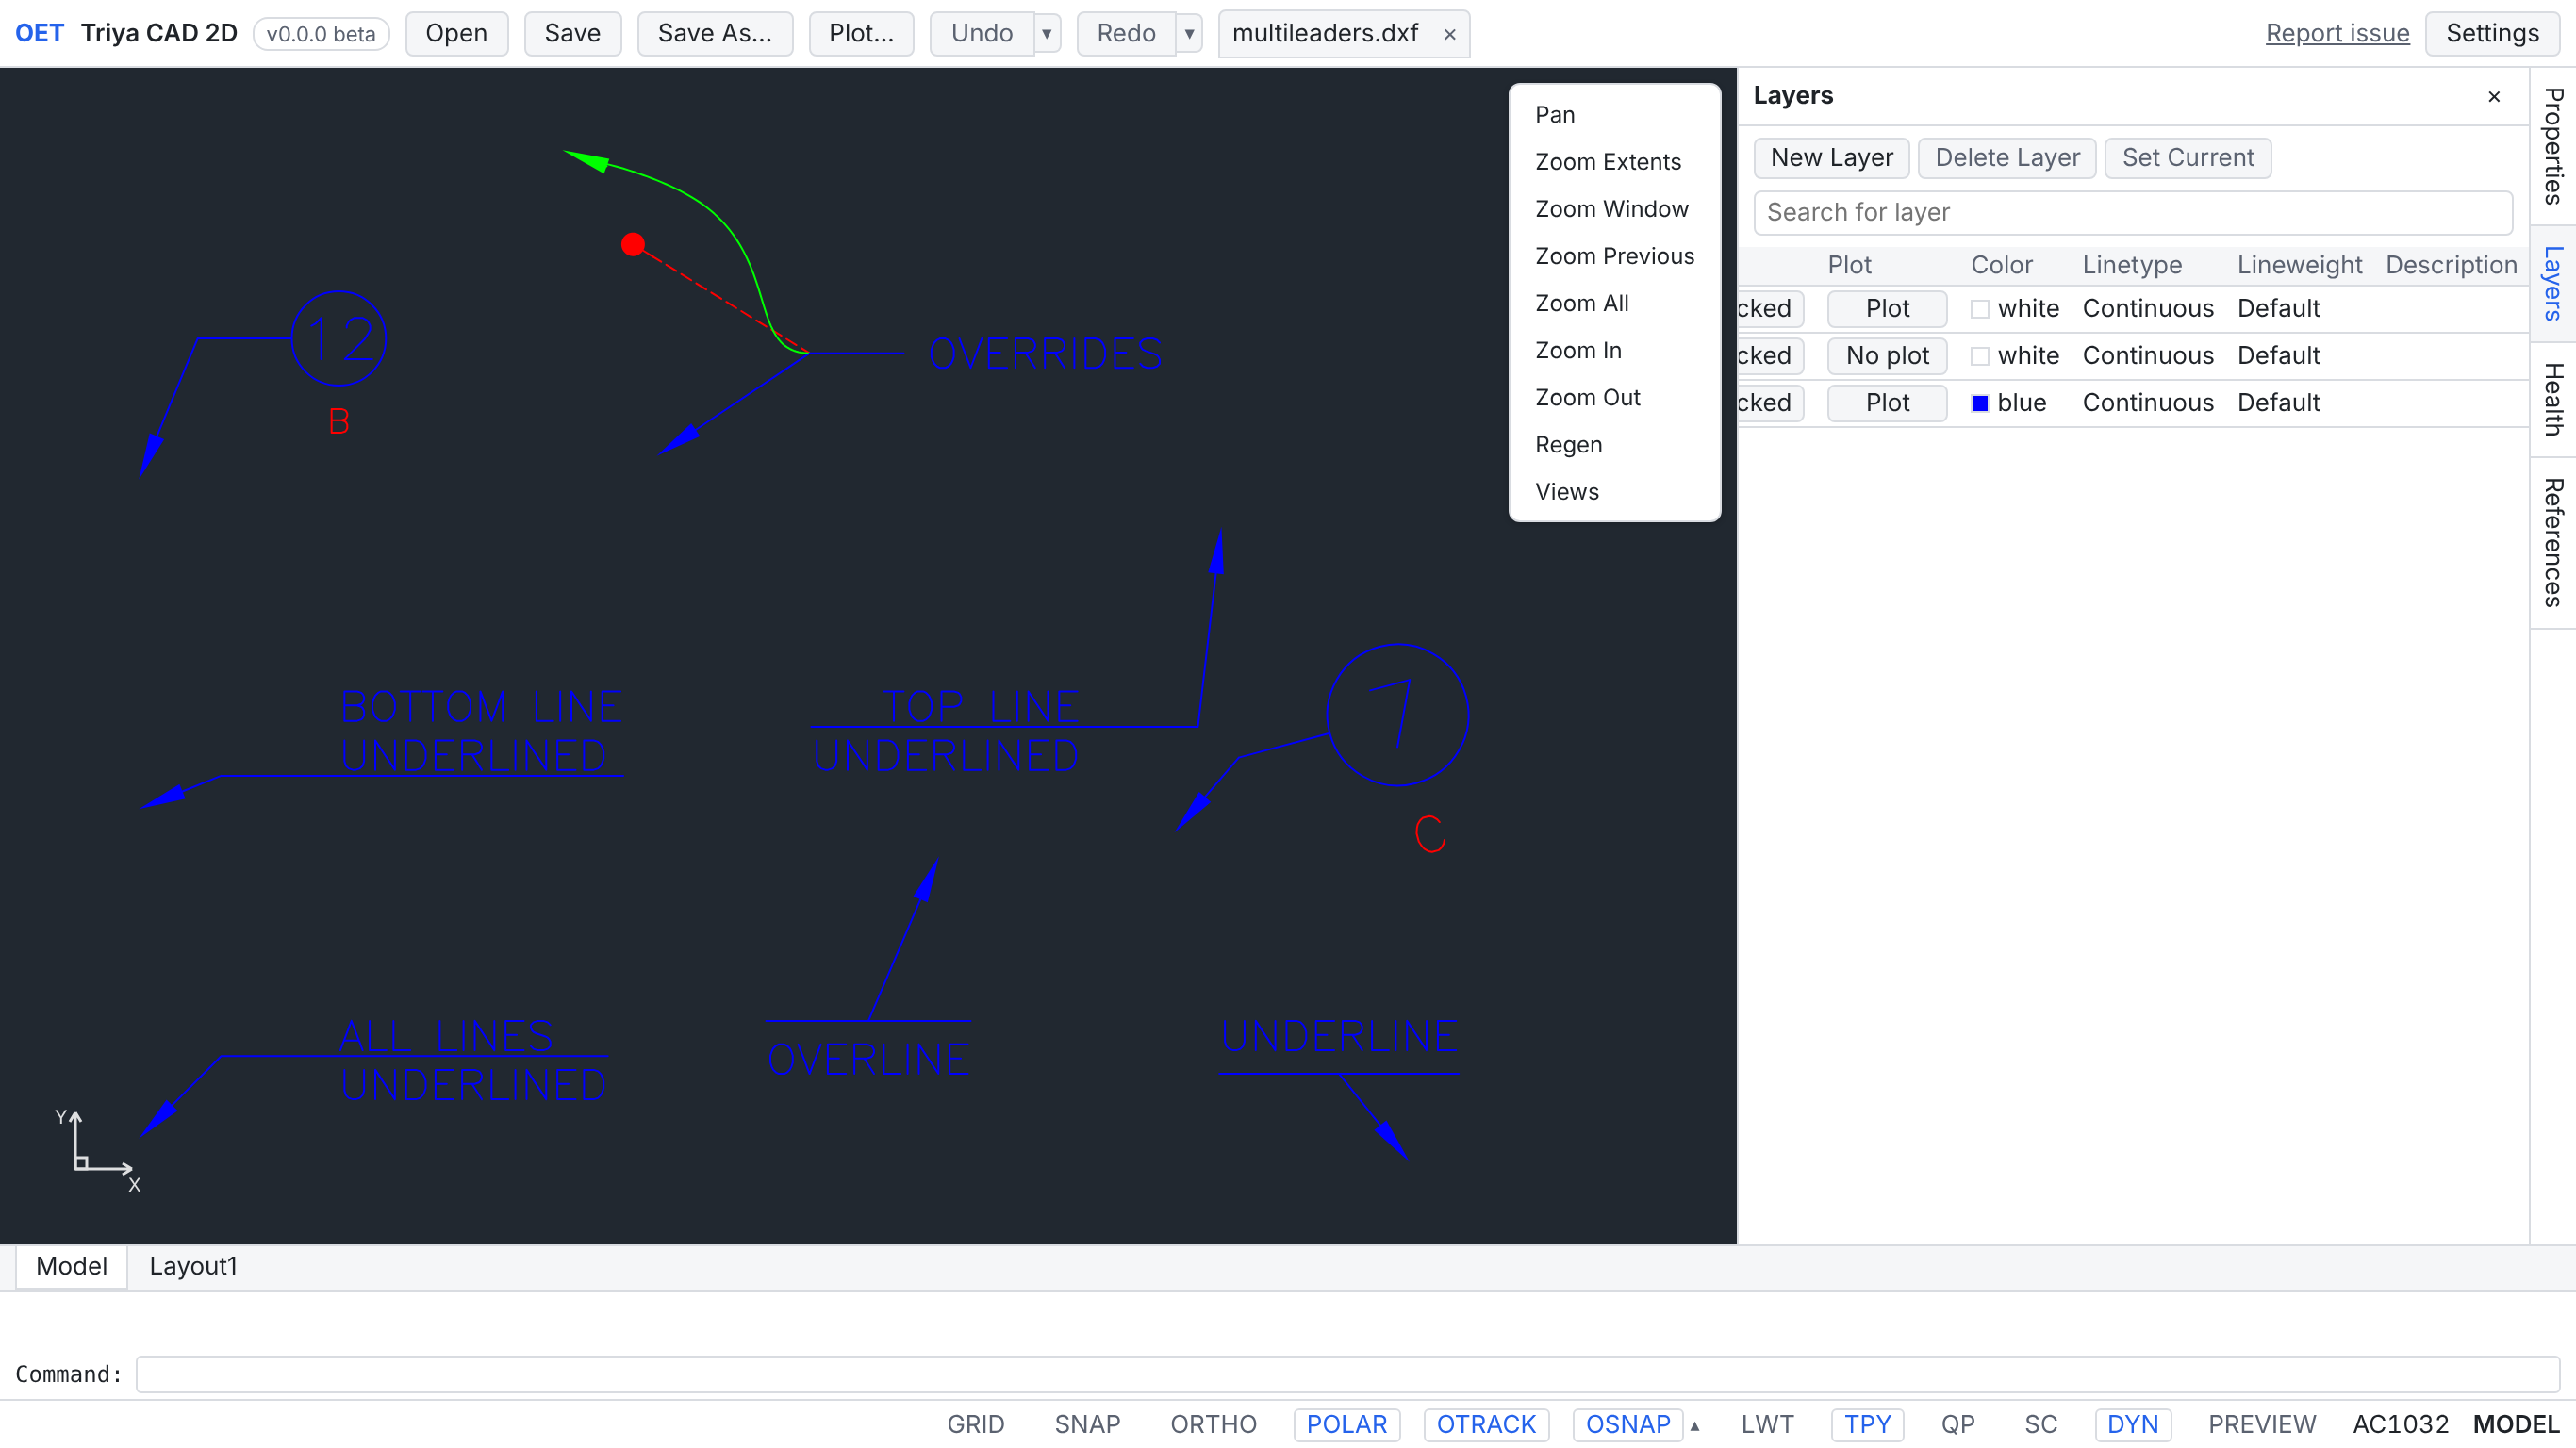 OET Triya CAD 2D v0.0.0 beta Open Save Save As... Plot... Undo ▼ Redo ▼ multileaders.dxf × Report issue Settings
12
B
OVERRIDES
BOTTOM LINE
UNDERLINED
TOP LINE
UNDERLINED
7
C
ALL LINES
UNDERLINED
OVERLINE
UNDERLINE
Y
X
Pan
Zoom Extents
Zoom Window
Zoom Previous
Zoom All
Zoom In
Zoom Out
Regen
Views
Layers ×
New Layer Delete Layer Set Current
Search for layer
Plot Color Linetype Lineweight Description
cked Plot white Continuous Default
cked No plot white Continuous Default
cked Plot blue Continuous Default
Properties
Layers
Health
References
Model Layout1
Command:
GRID SNAP ORTHO POLAR OTRACK OSNAP ▲ LWT TPY QP SC DYN PREVIEW AC1032 MODEL